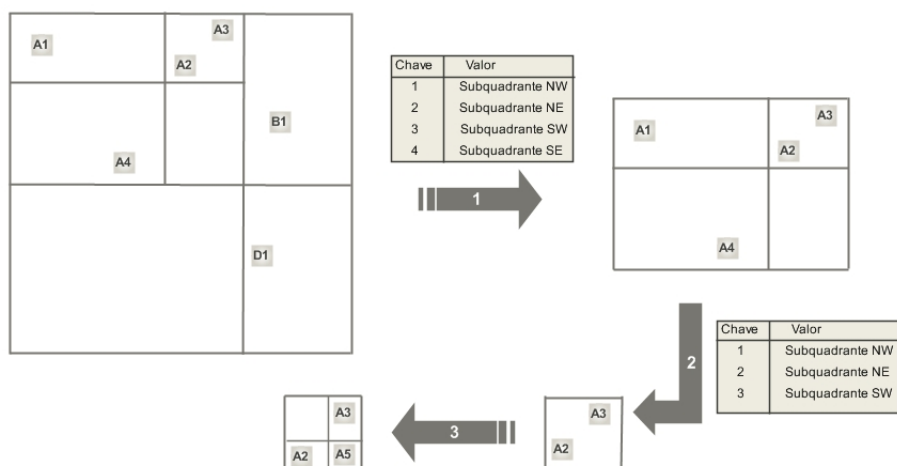 A1
A3
A2
B1
A4
D1
Chave Valor
1 Subquadrante NW
2 Subquadrante NE
3 Subquadrante SW
4 Subquadrante SE
1
A1
A3
A2
A4
2
Chave Valor
1 Subquadrante NW
2 Subquadrante NE
3 Subquadrante SW
A3
A2
3
A3
A2 A5